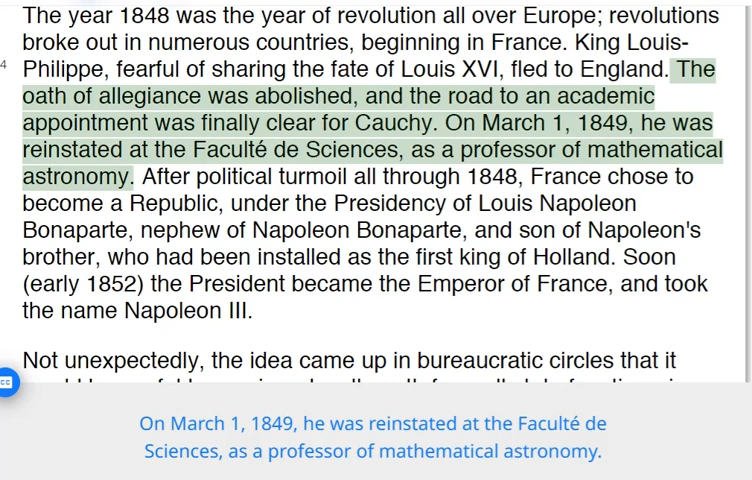 The year 1848 was the year of revolution all over Europe; revolutions
broke out in numerous countries, beginning in France. King Louis-
4
Philippe, fearful of sharing the fate of Louis XVI, fled to England. The
oath of allegiance was abolished, and the road to an academic
appointment was finally clear for Cauchy. On March 1, 1849, he was
reinstated at the Faculté de Sciences, as a professor of mathematical
astronomy. After political turmoil all through 1848, France chose to
become a Republic, under the Presidency of Louis Napoleon
Bonaparte, nephew of Napoleon Bonaparte, and son of Napoleon's
brother, who had been installed as the first king of Holland. Soon
(early 1852) the President became the Emperor of France, and took
the name Napoleon III.
Not unexpectedly, the idea came up in bureaucratic circles that it
CC
On March 1, 1849, he was reinstated at the Faculté de
Sciences, as a professor of mathematical astronomy.